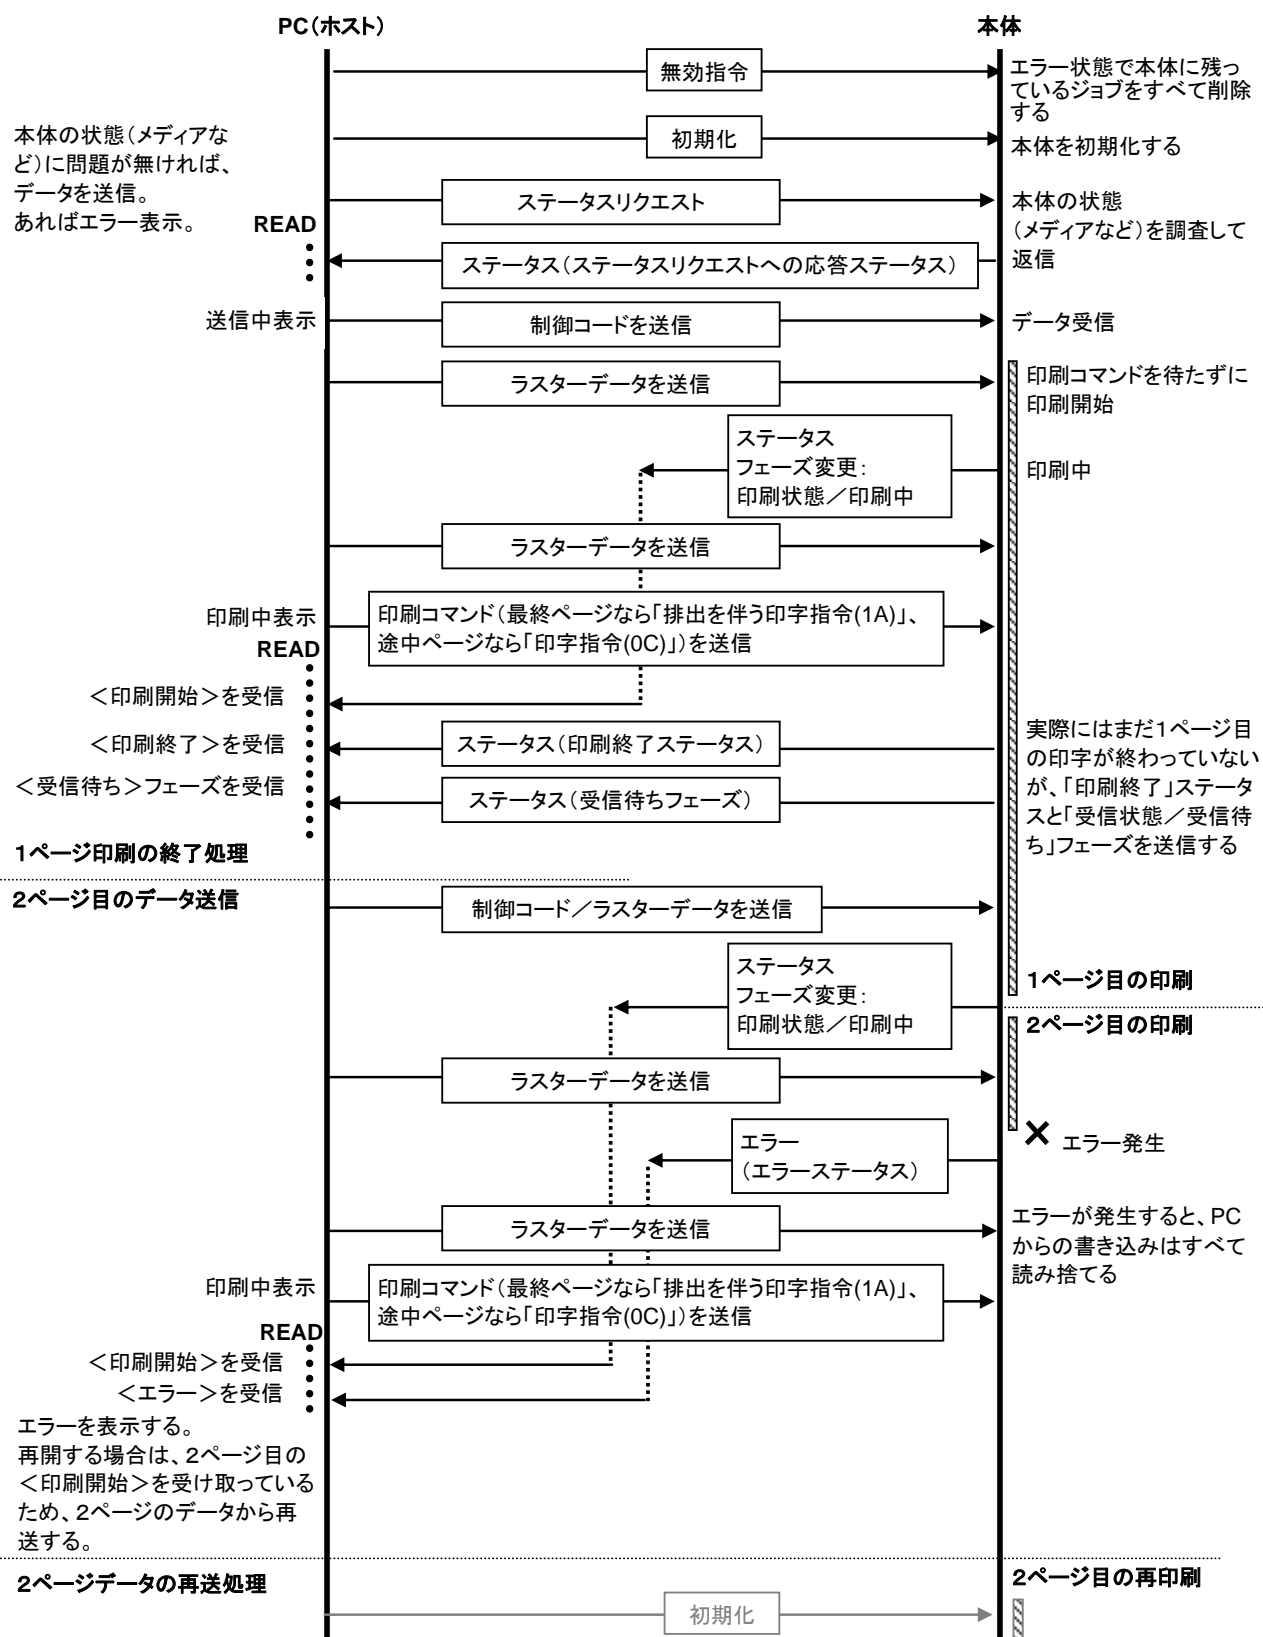 PC（ホスト）
本体
無効指令
エラー状態で本体に残っ
ているジョブをすべて削除
する
本体の状態（メディアな
ど）に問題が無ければ、
データを送信。
あればエラー表示。
初期化
本体を初期化する
ステータスリクエスト
本体の状態
（メディアなど）を調査して
返信
READ
ステータス（ステータスリクエストへの応答ステータス）
送信中表示
制御コードを送信
データ受信
ラスターデータを送信
印刷コマンドを待たずに
印刷開始
ステータス
フェーズ変更：
印刷状態／印刷中
印刷中
ラスターデータを送信
印刷中表示
印刷コマンド（最終ページなら「排出を伴う印字指令(1A)」、
途中ページなら「印字指令(0C)」）を送信
READ
＜印刷開始＞を受信
＜印刷終了＞を受信
ステータス（印刷終了ステータス）
＜受信待ち＞フェーズを受信
ステータス（受信待ちフェーズ）
実際にはまだ１ページ目
の印字が終わっていない
が、「印刷終了」ステータ
スと「受信状態／受信待
ち」フェーズを送信する
１ページ印刷の終了処理
２ページ目のデータ送信
制御コード／ラスターデータを送信
ステータス
フェーズ変更：
印刷状態／印刷中
１ページ目の印刷
２ページ目の印刷
ラスターデータを送信
エラー
（エラーステータス）
エラー発生
ラスターデータを送信
エラーが発生すると、PC
からの書き込みはすべて
読み捨てる
印刷中表示
印刷コマンド（最終ページなら「排出を伴う印字指令(1A)」、
途中ページなら「印字指令(0C)」）を送信
READ
＜印刷開始＞を受信
＜エラー＞を受信
エラーを表示する。
再開する場合は、２ページ目の
＜印刷開始＞を受け取っている
ため、２ページのデータから再
送する。
２ページデータの再送処理
２ページ目の再印刷
初期化